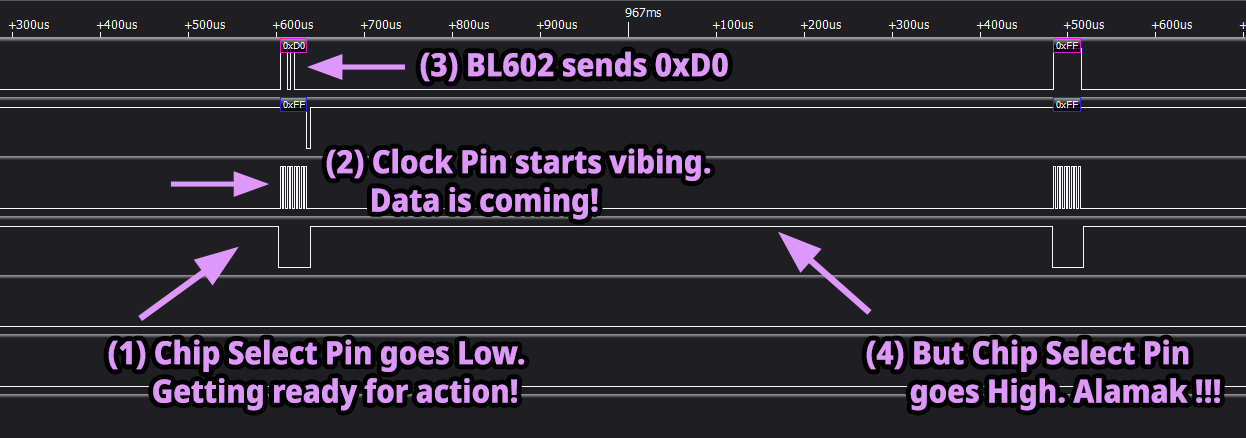 967ms
+300us +400us +500us +600us +700us +800us +900us +100us +200us +300us +400us +500us +600us
0xD0 0xFF
(3) BL602 sends 0xD0
0xFF 0xFF
(2) Clock Pin starts vibing.
Data is coming!
(1) Chip Select Pin goes Low.
Getting ready for action!
(4) But Chip Select Pin
goes High. Alamak !!!